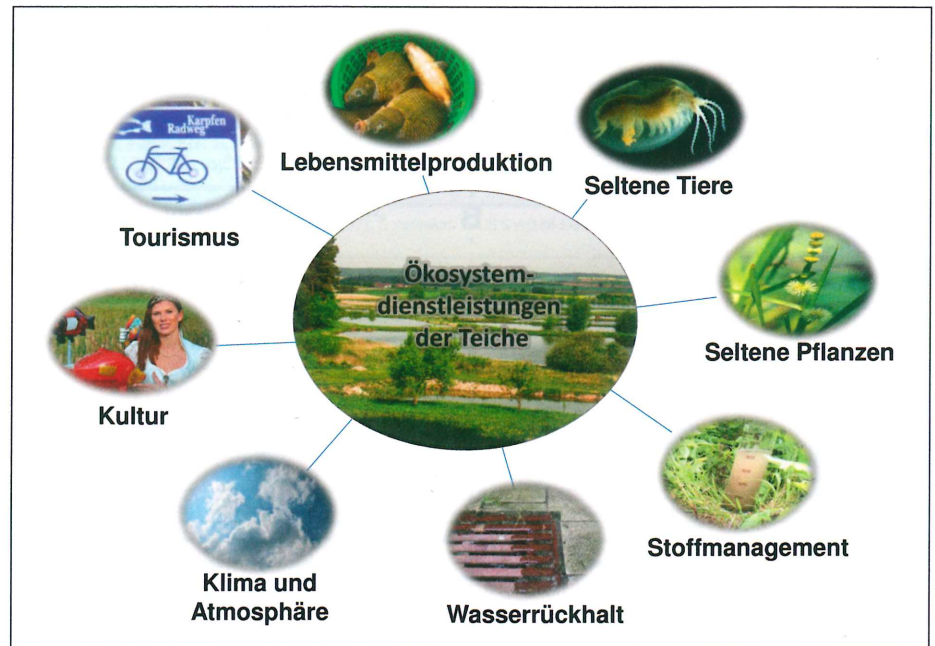 Karpfen
Radweg
Lebensmittelproduktion
Seltene Tiere
Tourismus
Ökosystem-
dienstleistungen
der Teiche
Seltene Pflanzen
Kultur
Stoffmanagement
Klima und
Atmosphäre
Wasserrückhalt